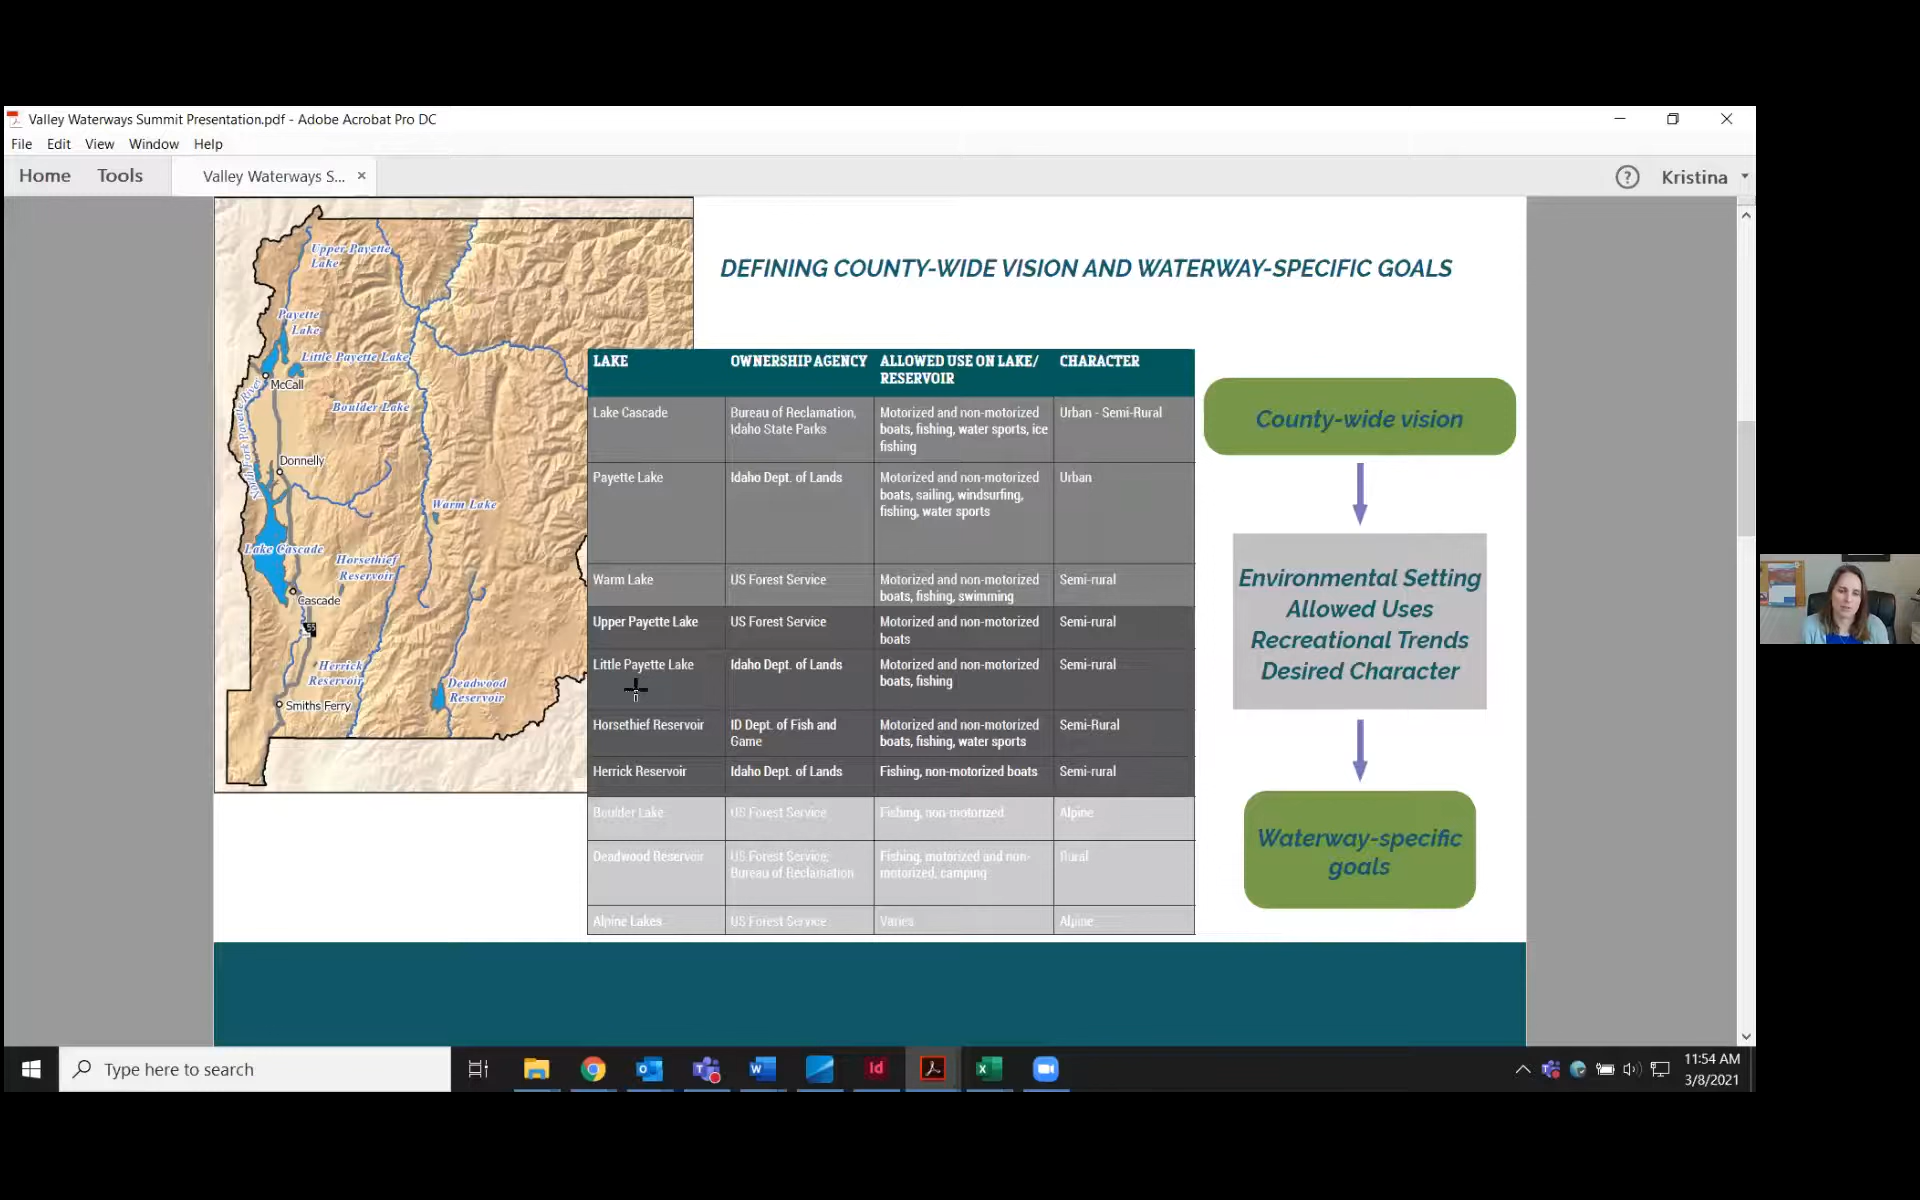 Valley Waterways Summit Presentation.pdf - Adobe Acrobat Pro DC
File Edit View Window Help
Home Tools Valley Waterways S... Kristina
Upper Payette
Lake
Payette
Lake
Little Payette Lake
McCall
North Fork Payette River
Boulder Lake
Donnelly
Warm Lake
Lake Cascade
Horsethief
Reservoir
Cascade
55
Herrick
Reservoir
Deadwood
Reservoir
Smiths Ferry
DEFINING COUNTY-WIDE VISION AND WATERWAY-SPECIFIC GOALS
LAKE OWNERSHIP AGENCY ALLOWED USE ON LAKE/
RESERVOIR CHARACTER
Lake Cascade Bureau of Reclamation,
Idaho State Parks Motorized and non-motorized
boats, fishing, water sports, ice
fishing Urban - Semi-Rural
Payette Lake Idaho Dept. of Lands Motorized and non-motorized
boats, sailing, windsurfing,
fishing, water sports Urban
Warm Lake US Forest Service Motorized and non-motorized
boats, fishing, swimming Semi-rural
Upper Payette Lake US Forest Service Motorized and non-motorized
boats Semi-rural
Little Payette Lake Idaho Dept. of Lands Motorized and non-motorized
boats, fishing Semi-rural
Horsethief Reservoir ID Dept. of Fish and
Game Motorized and non-motorized
boats, fishing, water sports Semi-Rural
Herrick Reservoir Idaho Dept. of Lands Fishing, non-motorized boats Semi-rural
Boulder Lake US Forest Service Fishing, non-motorized Alpine
Deadwood Reservoir US Forest Service;
Bureau of Reclamation Fishing, motorized and non-
motorized, camping Rural
Alpine Lakes US Forest Service Varies Alpine
County-wide vision
Environmental Setting
Allowed Uses
Recreational Trends
Desired Character
Waterway-specific
goals
Type here to search
11:54 AM
3/8/2021